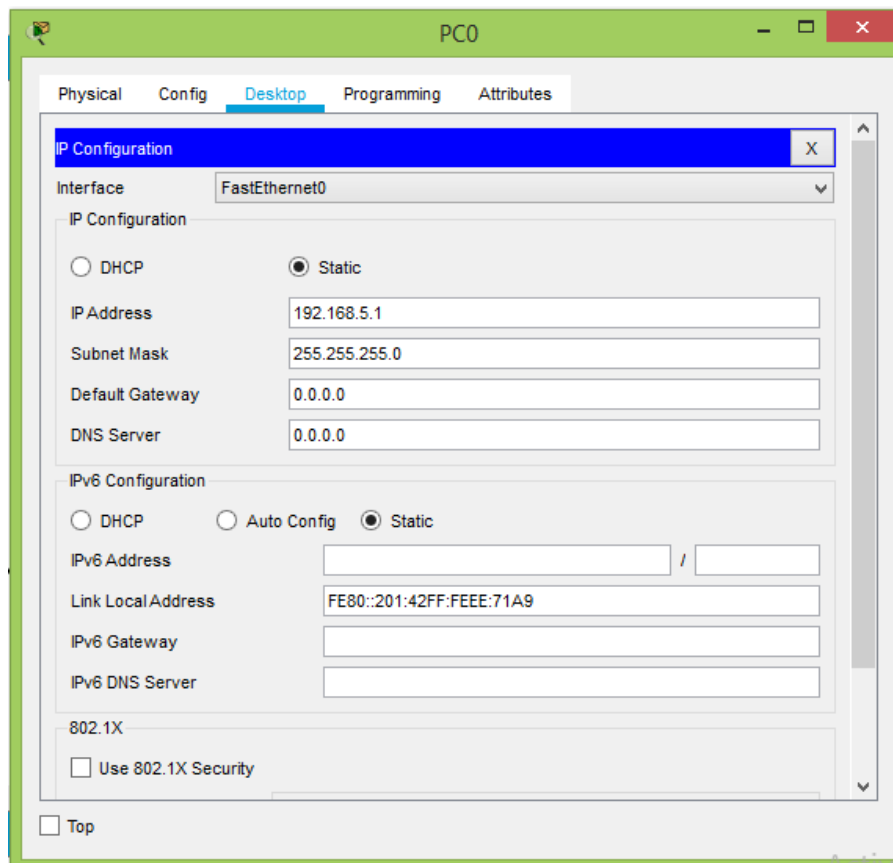 PC0
Physical Config Desktop Programming Attributes
IP Configuration X
Interface FastEthernet0
IP Configuration
DHCP Static
IP Address 192.168.5.1
Subnet Mask 255.255.255.0
Default Gateway 0.0.0.0
DNS Server 0.0.0.0
IPv6 Configuration
DHCP Auto Config Static
IPv6 Address /
Link Local Address FE80::201:42FF:FEEE:71A9
IPv6 Gateway
IPv6 DNS Server
802.1X
Use 802.1X Security
Top